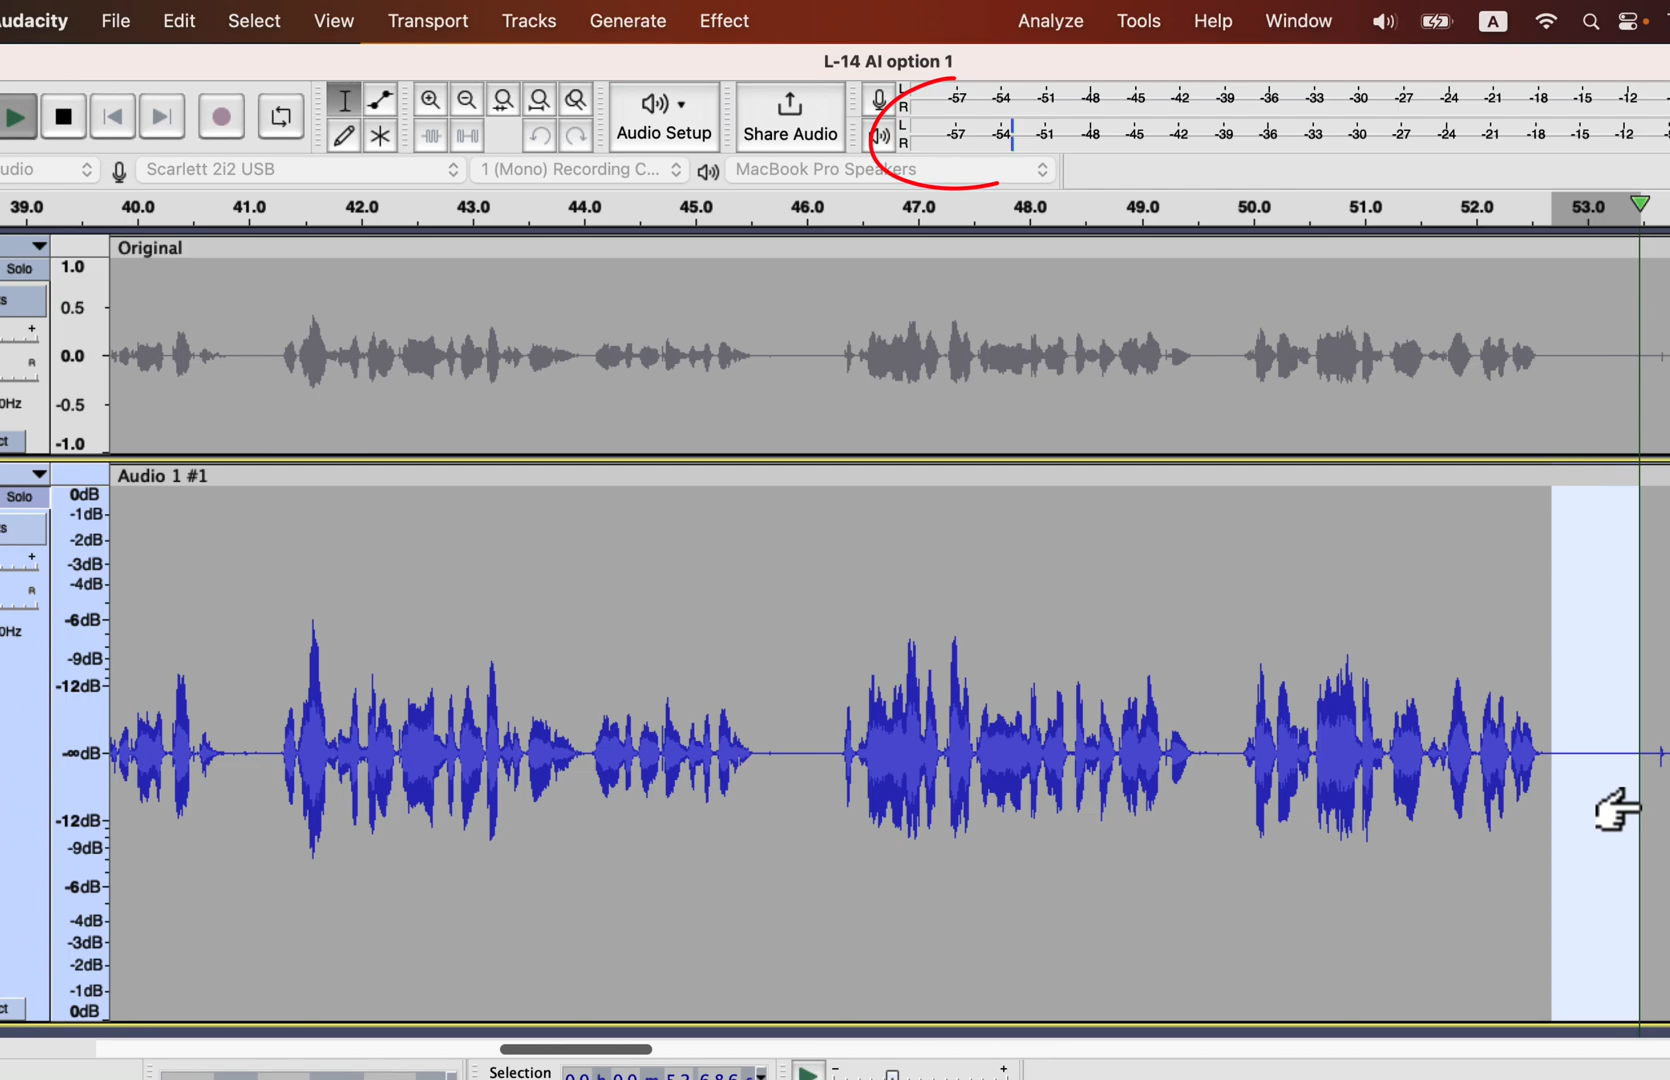 Audacity File Edit Select View Transport Tracks Generate Effect Analyze Tools Help Window A
L-14 AI option 1
L
R
-57 -54 -51 -48 -45 -42 -39 -36 -33 -30 -27 -24 -21 -18 -15 -12
Audio Setup
Share Audio
L
R
-57 -54 -51 -48 -45 -42 -39 -36 -33 -30 -27 -24 -21 -18 -15 -12
udio Scarlett 2i2 USB 1 (Mono) Recording C... MacBook Pro Speakers
39.0 40.0 41.0 42.0 43.0 44.0 45.0 46.0 47.0 48.0 49.0 50.0 51.0 52.0 53.0
Original
Solo
1.0
s
0.5
+
0.0
R
0Hz
-0.5
ct
-1.0
Audio 1 #1
Solo
0dB
-1dB
s
-2dB
+
-3dB
-4dB
R
-6dB
0Hz
-9dB
-12dB
-∞dB
-12dB
-9dB
-6dB
-4dB
-3dB
-2dB
-1dB
ct
0dB
Selection
- +